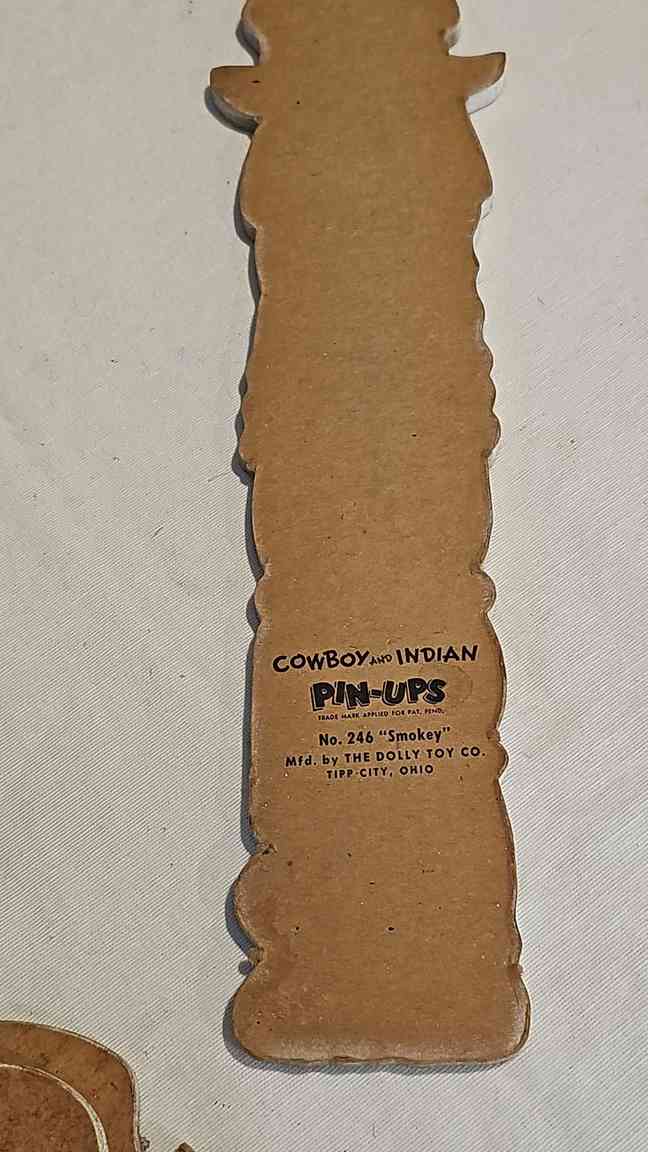 COWBOY AND INDIAN
PIN-UPS
TRADE MARK APPLIED FOR PAT. PEND.
No. 246 "Smokey"
Mfd. by THE DOLLY TOY CO.
TIPP CITY, OHIO